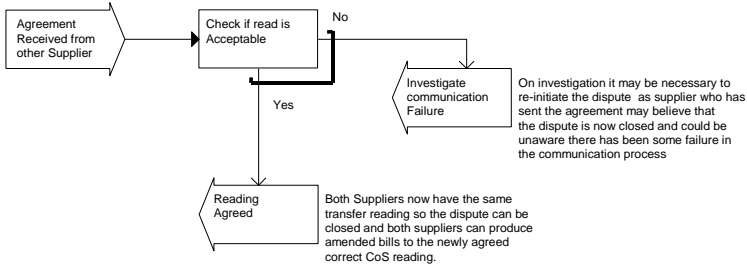 Agreement
Received from
other Supplier
Check if read is
Acceptable
No
Yes
Investigate
communication
Failure
On investigation it may be necessary to
re-initiate the dispute as supplier who has
sent the agreement may believe that
the dispute is now closed and could be
unaware there has been some failure in
the communication process
Reading
Agreed
Both Suppliers now have the same
transfer reading so the dispute can be
closed and both suppliers can produce
amended bills to the newly agreed
correct CoS reading.